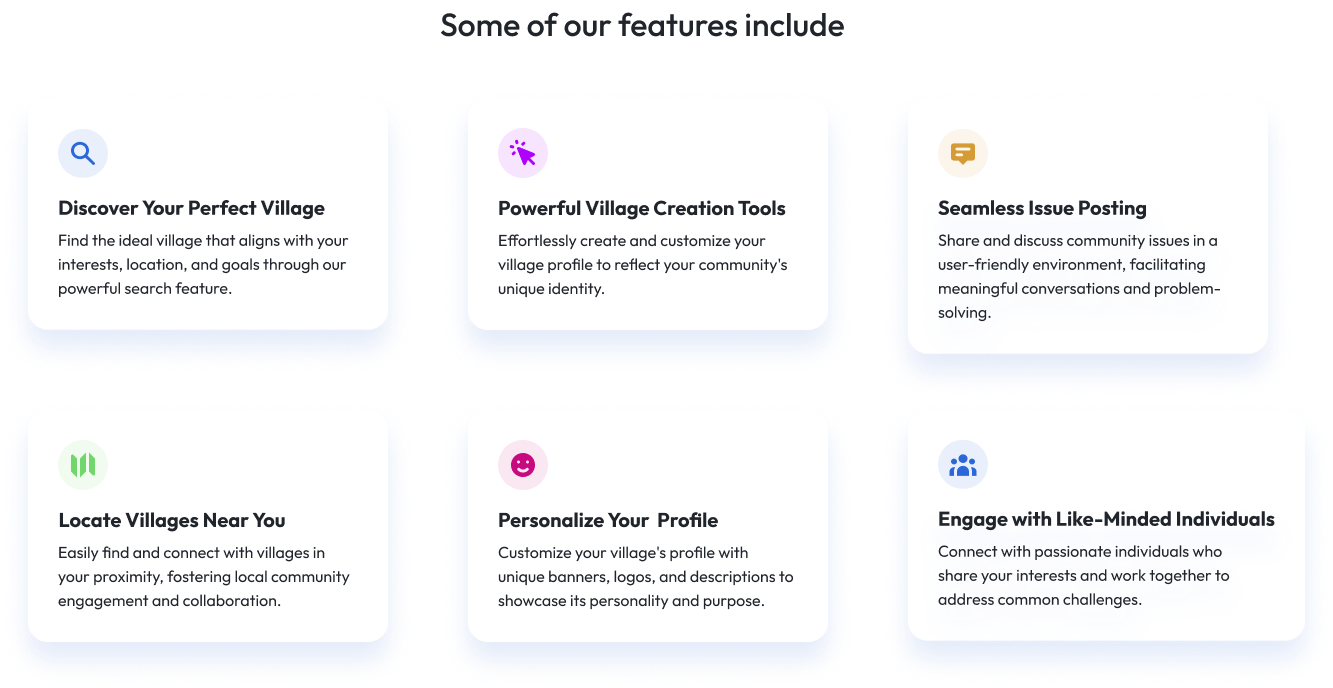 Some of our features include
Discover Your Perfect Village
Find the ideal village that aligns with your
interests, location, and goals through our
powerful search feature.
Powerful Village Creation Tools
Effortlessly create and customize your
village profile to reflect your community's
unique identity.
Seamless Issue Posting
Share and discuss community issues in a
user-friendly environment, facilitating
meaningful conversations and problem-
solving.
Locate Villages Near You
Easily find and connect with villages in
your proximity, fostering local community
engagement and collaboration.
Personalize Your  Profile
Customize your village's profile with
unique banners, logos, and descriptions to
showcase its personality and purpose.
Engage with Like-Minded Individuals
Connect with passionate individuals who
share your interests and work together to
address common challenges.